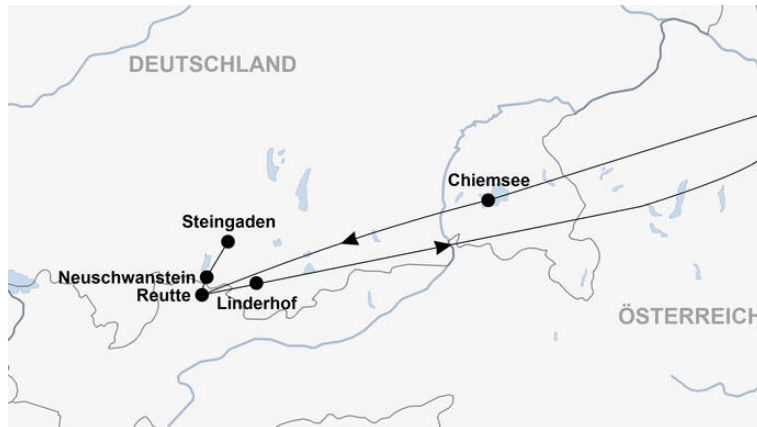 DEUTSCHLAND
Chiemsee
Steingaden
Neuschwanstein
Reutte
Linderhof
ÖSTERREICH